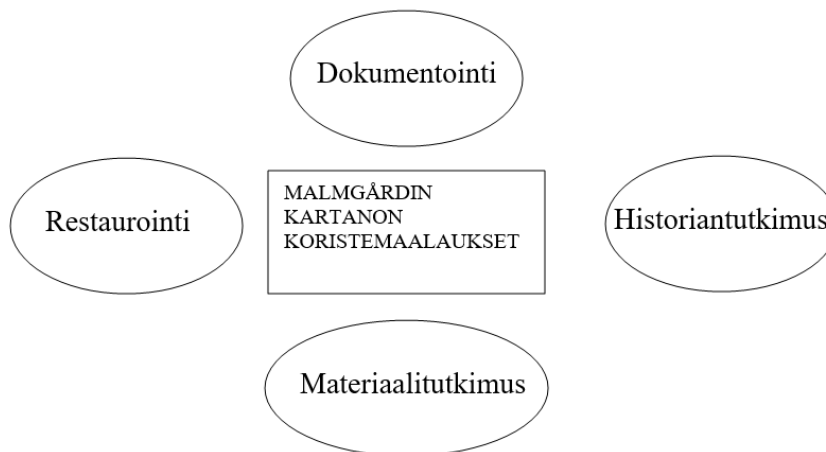 Dokumentointi
Restaurointi
MALMGÅRDIN
KARTANON
KORISTEMAALAUKSET
Historiantutkimus
Materiaalitutkimus